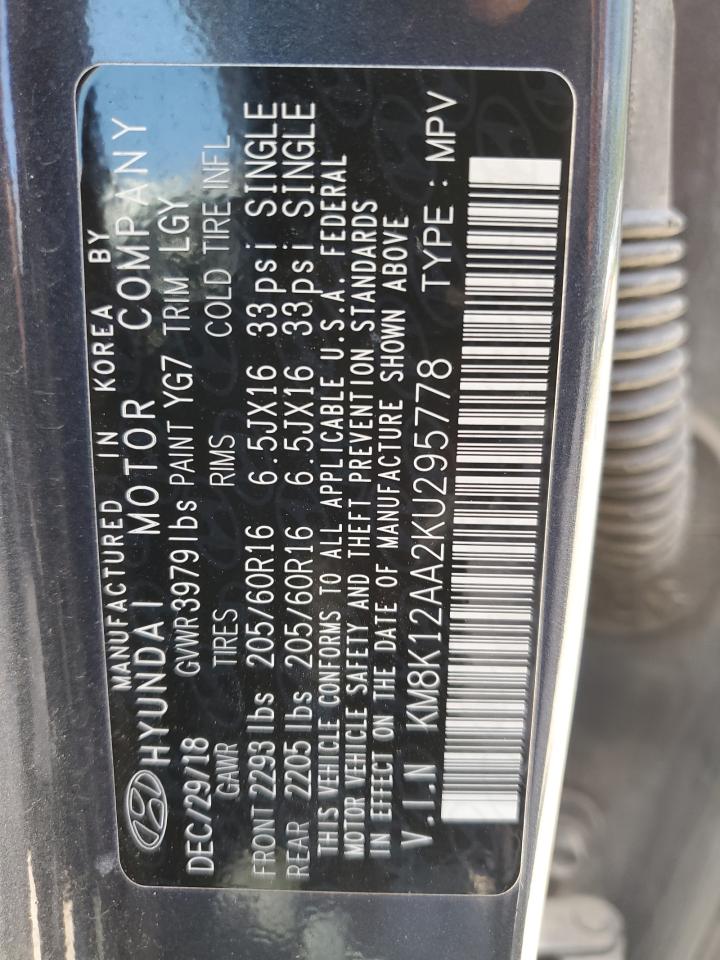 MANUFACTURED IN KOREA BY
HYUNDAI MOTOR COMPANY
DEC/29/18 GVWR3979lbs PAINT YG7 TRIM LGY
GAWR TIRES RIMS COLD TIRE INFL
FRONT 2293 lbs 205/60R16 6.5JX16 33psi SINGLE
REAR 2205 lbs 205/60R16 6.5JX16 33psi SINGLE
THIS VEHICLE CONFORMS TO ALL APPLICABLE U.S.A. FEDERAL
MOTOR VEHICLE SAFETY AND THEFT PREVENTION STANDARDS
IN EFFECT ON THE DATE OF MANUFACTURE SHOWN ABOVE
V.I.N KM8K12AA2KU295778 TYPE : MPV